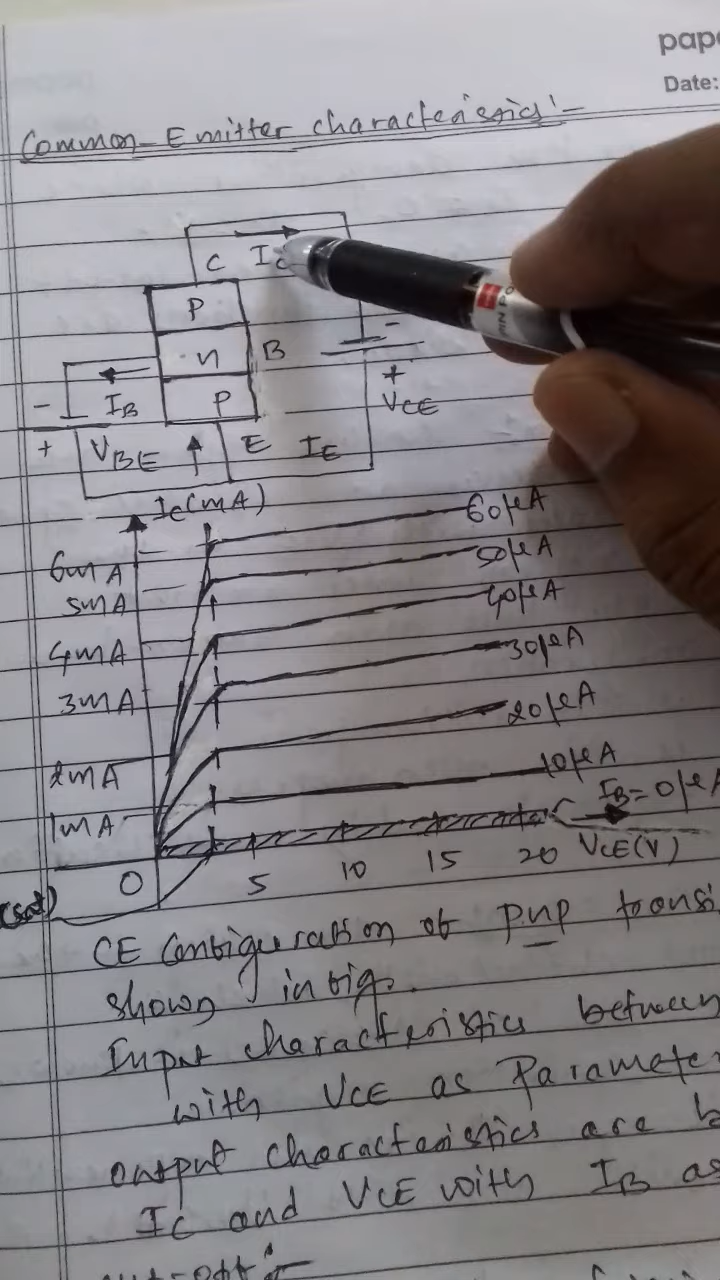 Date:
Common-Emitter characteristics:-
C Ic
P
n B
- IB P
-
+
VCE
+ VBE E IE
Ic(mA)
60μA
6mA 50μA
5mA 40μA
4mA 30μA
3mA 20μA
2mA 10μA
1mA IB=0μA
0 5 10 15 20 VCE(V)
(sat)
CE Configuration of pnp
shown in fig.
Input characteristics between
with VCE as Parameter
output characteristics are
Ic and VCE with IB as